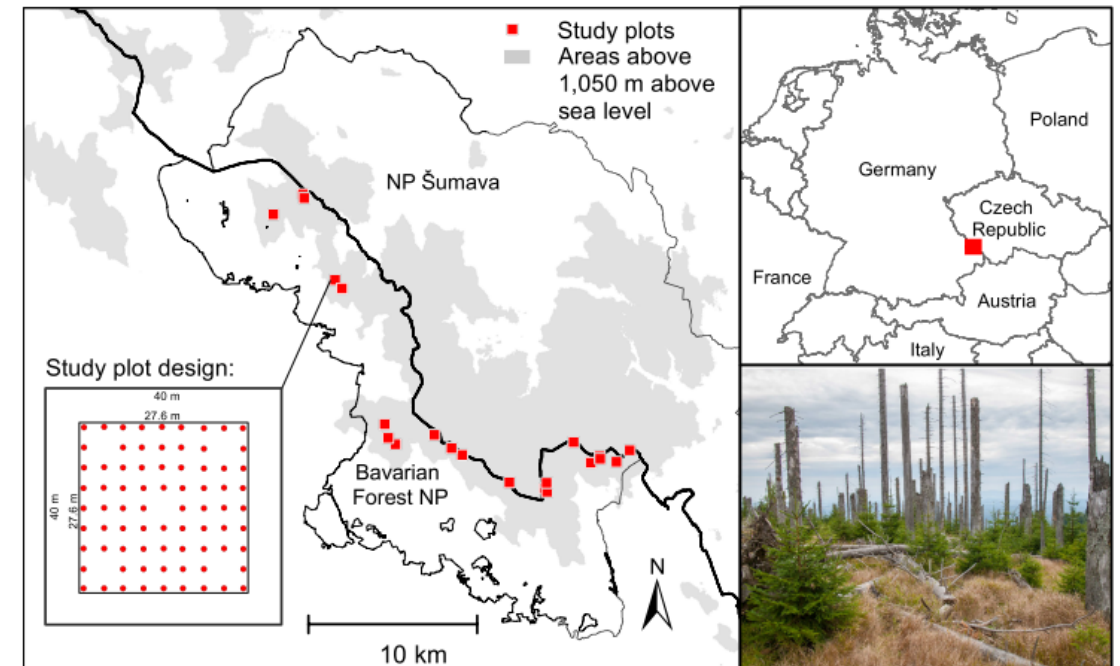 Study plots
Areas above
1,050 m above
sea level
NP Šumava
Study plot design:
40 m
27.6 m
40 m
27.6 m
Bavarian
Forest NP
N
10 km
Poland
Germany
Czech
Republic
France
Austria
Italy